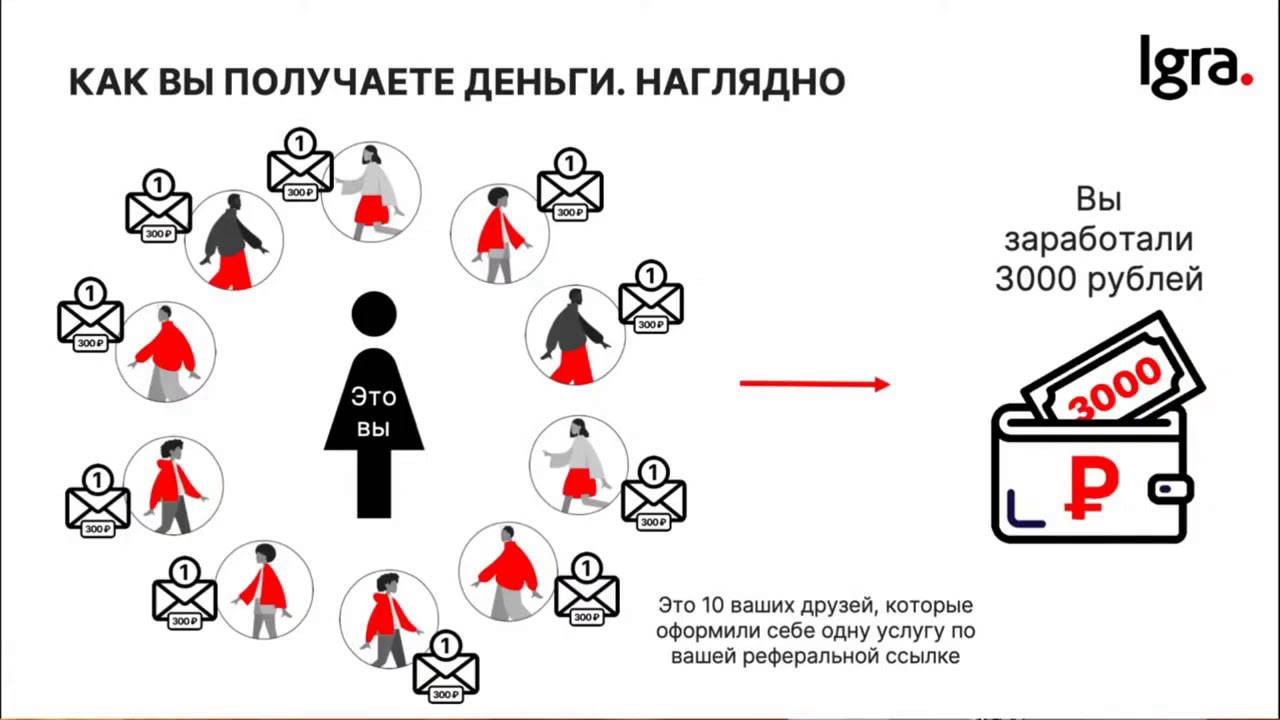 КАК ВЫ ПОЛУЧАЕТЕ ДЕНЬГИ. НАГЛЯДНО
Igra.
1
300 ₽
1
300 ₽
1
300 ₽
1
300 ₽
1
300 ₽
1
300 ₽
1
300 ₽
1
300 ₽
1
300 ₽
1
300 ₽
Это
вы
Вы
заработали
3000 рублей
3000
₽
Это 10 ваших друзей, которые
оформили себе одну услугу по
вашей реферальной ссылке